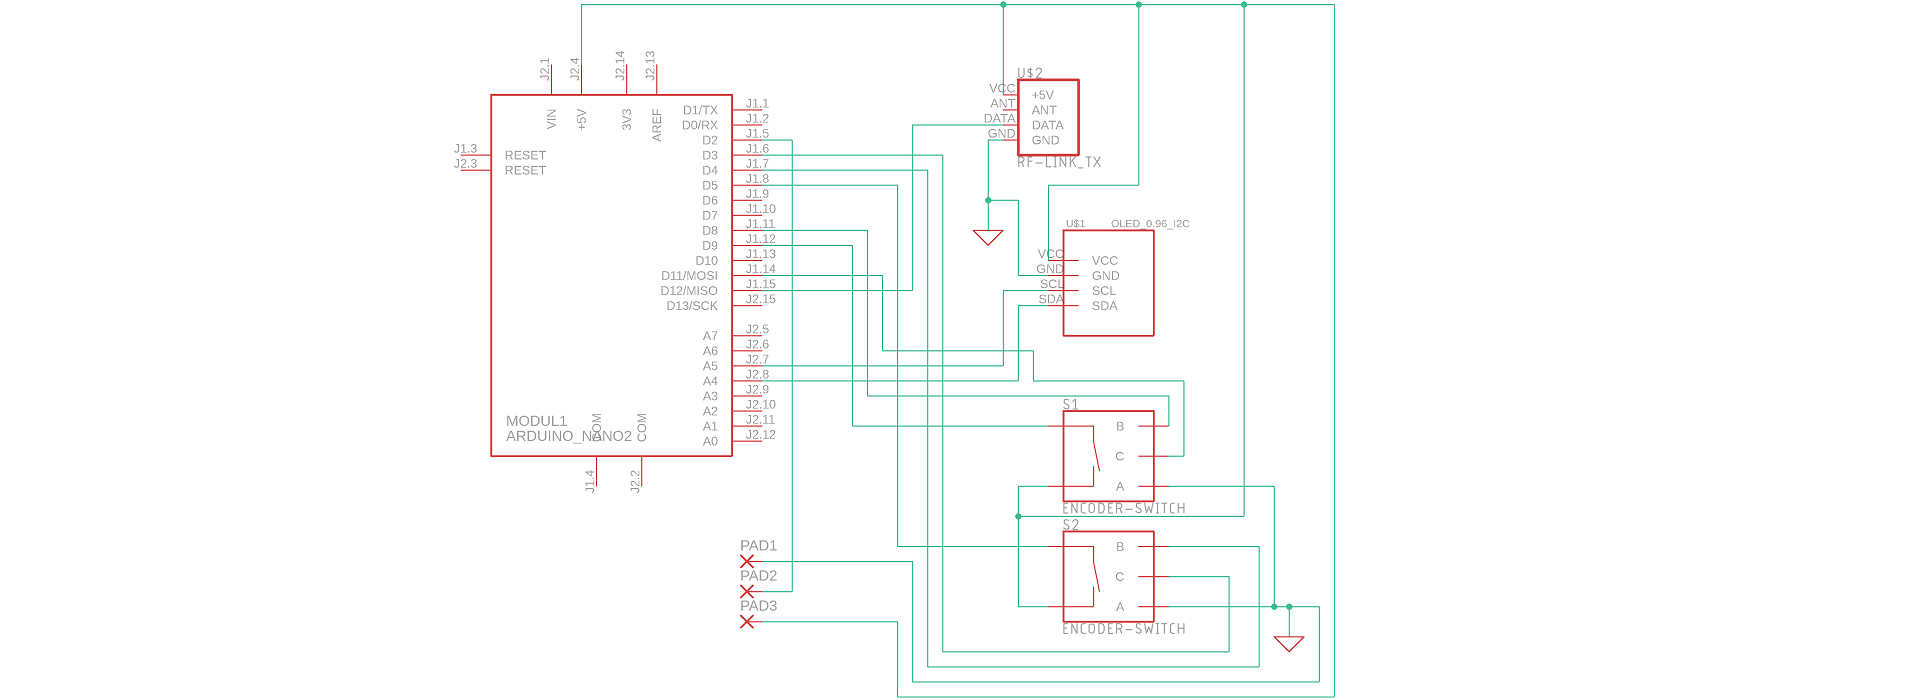 J2.1
J2.4
J2.14
J2.13
VIN
+5V
3V3
AREF
J1.3
J2.3
RESET
RESET
D1/TX J1.1
D0/RX J1.2
D2 J1.5
D3 J1.6
D4 J1.7
D5 J1.8
D6 J1.9
D7 J1.10
D8 J1.11
D9 J1.12
D10 J1.13
D11/MOSI J1.14
D12/MISO J1.15
D13/SCK J2.15
A7 J2.5
A6 J2.6
A5 J2.7
A4 J2.8
A3 J2.9
A2 J2.10
A1 J2.11
A0 J2.12
MODUL1
ARDUINO_NANO2
COM
COM
J1.4
J2.2
U$2
VCC +5V
ANT ANT
DATA DATA
GND GND
RF-LINK_TX
U$1 OLED_0.96_I2C
VCC VCC
GND GND
SCL SCL
SDA SDA
S1
B
C
A
ENCODER-SWITCH
S2
B
C
A
ENCODER-SWITCH
PAD1
PAD2
PAD3